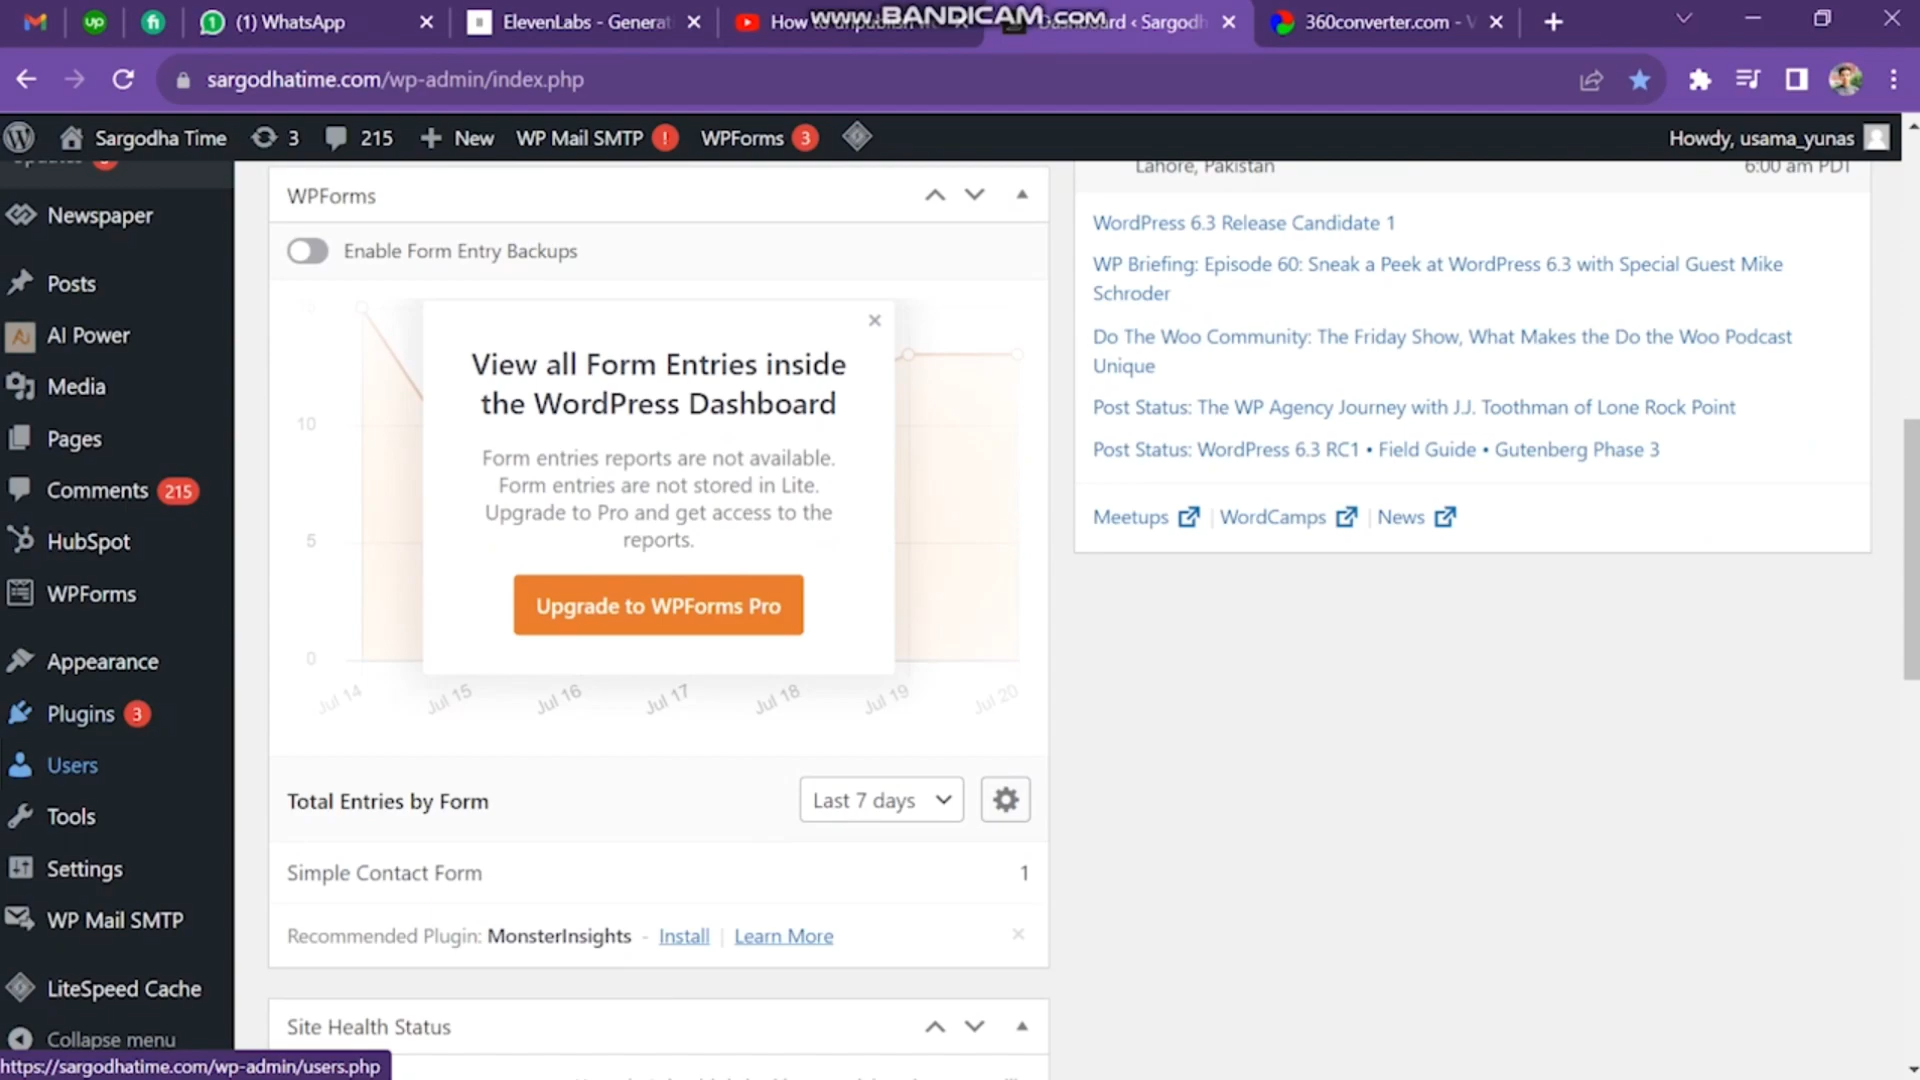 up
fi
1
(1) WhatsApp
ElevenLabs - Generat
How to unpublish
www.BANDICAM.com
Dashboard ‹ Sargodh
360converter.com - V
sargodhatime.com/wp-admin/index.php
Sargodha Time
3
215
New
WP Mail SMTP !
WPForms 3
Howdy, usama_yunas
Updates
Newspaper
Posts
AI Power
Media
Pages
Comments 215
HubSpot
WPForms
Appearance
Plugins 3
Users
Tools
Settings
WP Mail SMTP
LiteSpeed Cache
Collapse menu
https://sargodhatime.com/wp-admin/users.php
WPForms
Enable Form Entry Backups
15
10
5
0
View all Form Entries inside
the WordPress Dashboard
Form entries reports are not available.
Form entries are not stored in Lite.
Upgrade to Pro and get access to the
reports.
Upgrade to WPForms Pro
Jul 14
Jul 15
Jul 16
Jul 17
Jul 18
Jul 19
Jul 20
Total Entries by Form
Last 7 days
Simple Contact Form
1
Recommended Plugin: MonsterInsights - Install | Learn More
Site Health Status
Lahore, Pakistan
6:00 am PDT
WordPress 6.3 Release Candidate 1
WP Briefing: Episode 60: Sneak a Peek at WordPress 6.3 with Special Guest Mike
Schroder
Do The Woo Community: The Friday Show, What Makes the Do the Woo Podcast
Unique
Post Status: The WP Agency Journey with J.J. Toothman of Lone Rock Point
Post Status: WordPress 6.3 RC1 • Field Guide • Gutenberg Phase 3
Meetups | WordCamps | News